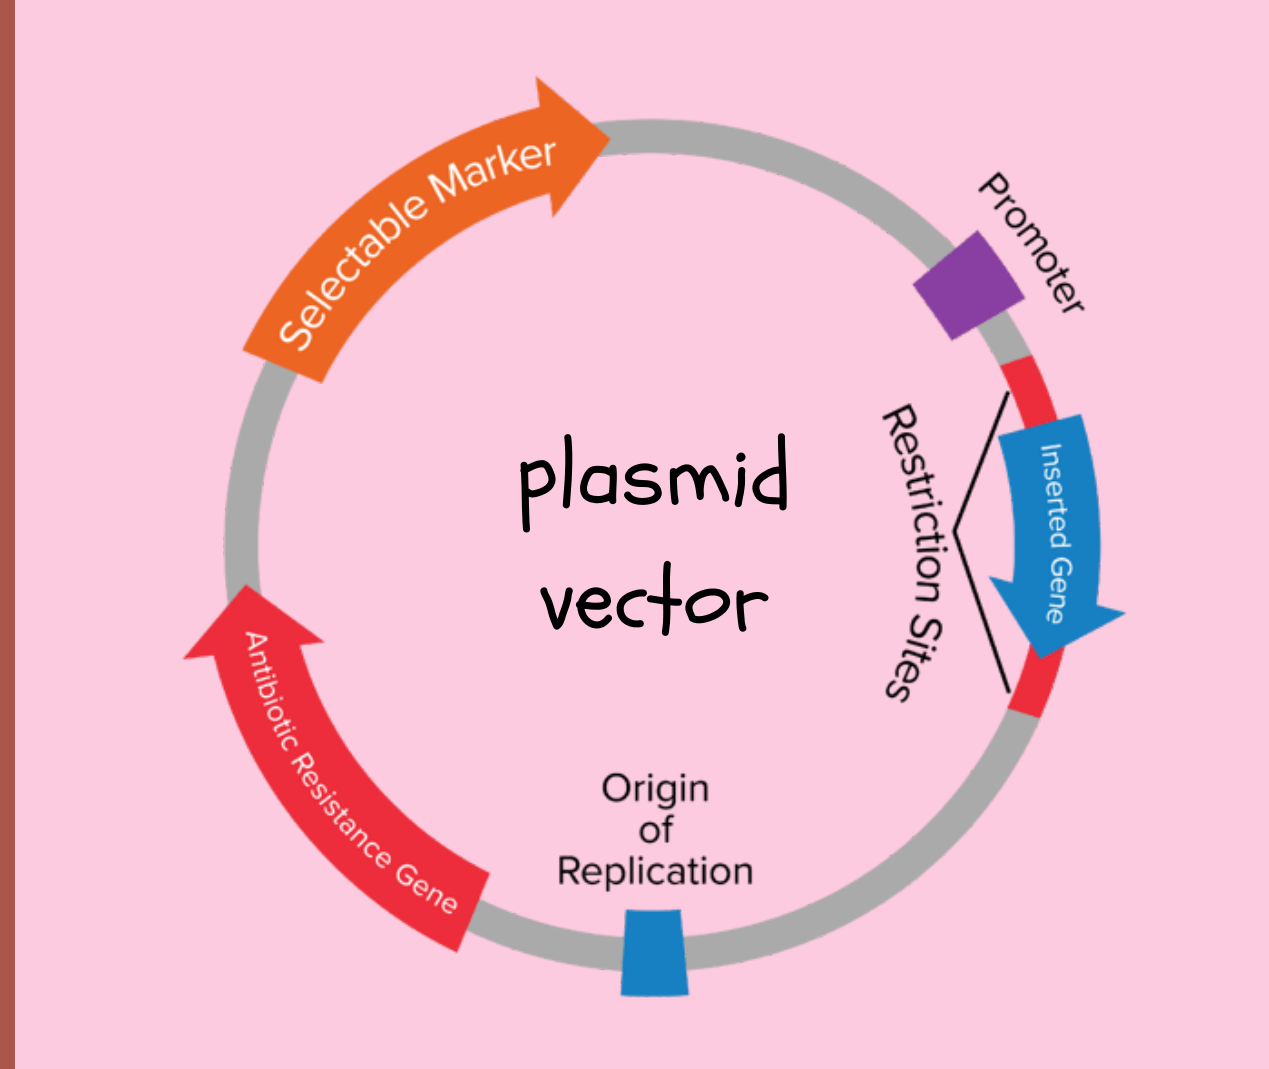 Selectable Marker
Promoter
Restriction Sites
Inserted Gene
plasmid
vector
Antibiotic Resistance Gene
Origin
of
Replication